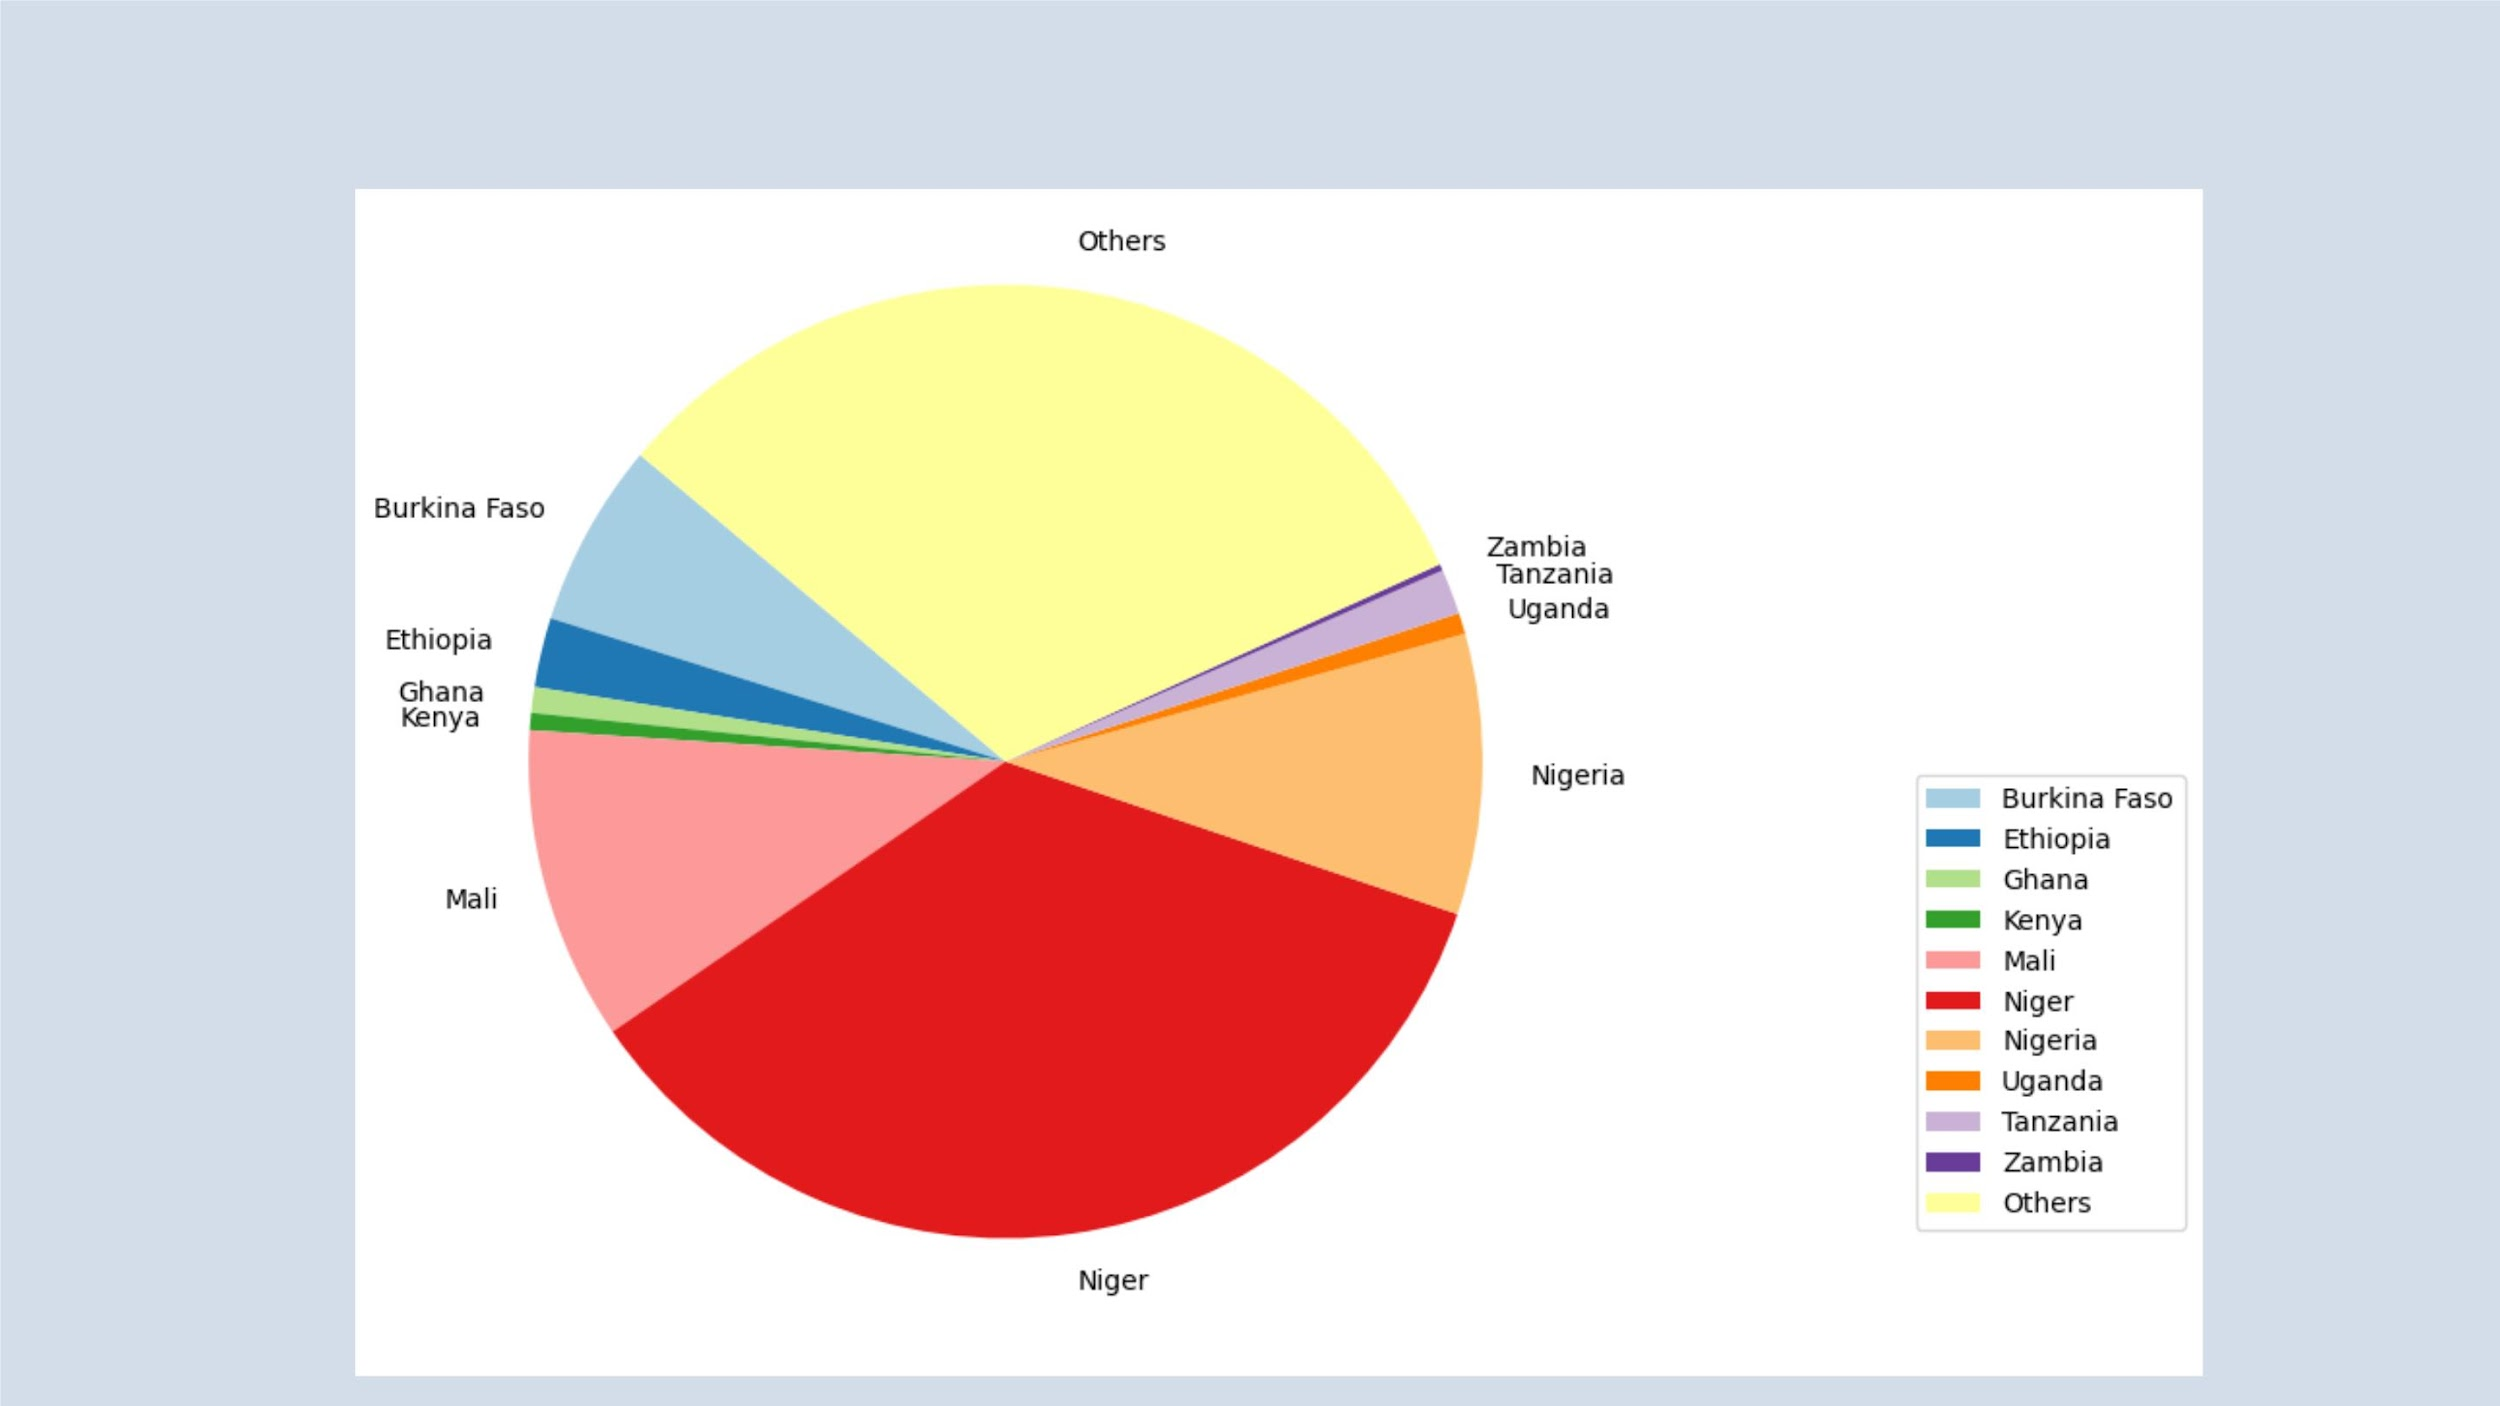 Others
Burkina Faso
Zambia
Tanzania
Uganda
Ethiopia
Ghana
Kenya
Nigeria
Mali
Niger
Burkina Faso
Ethiopia
Ghana
Kenya
Mali
Niger
Nigeria
Uganda
Tanzania
Zambia
Others